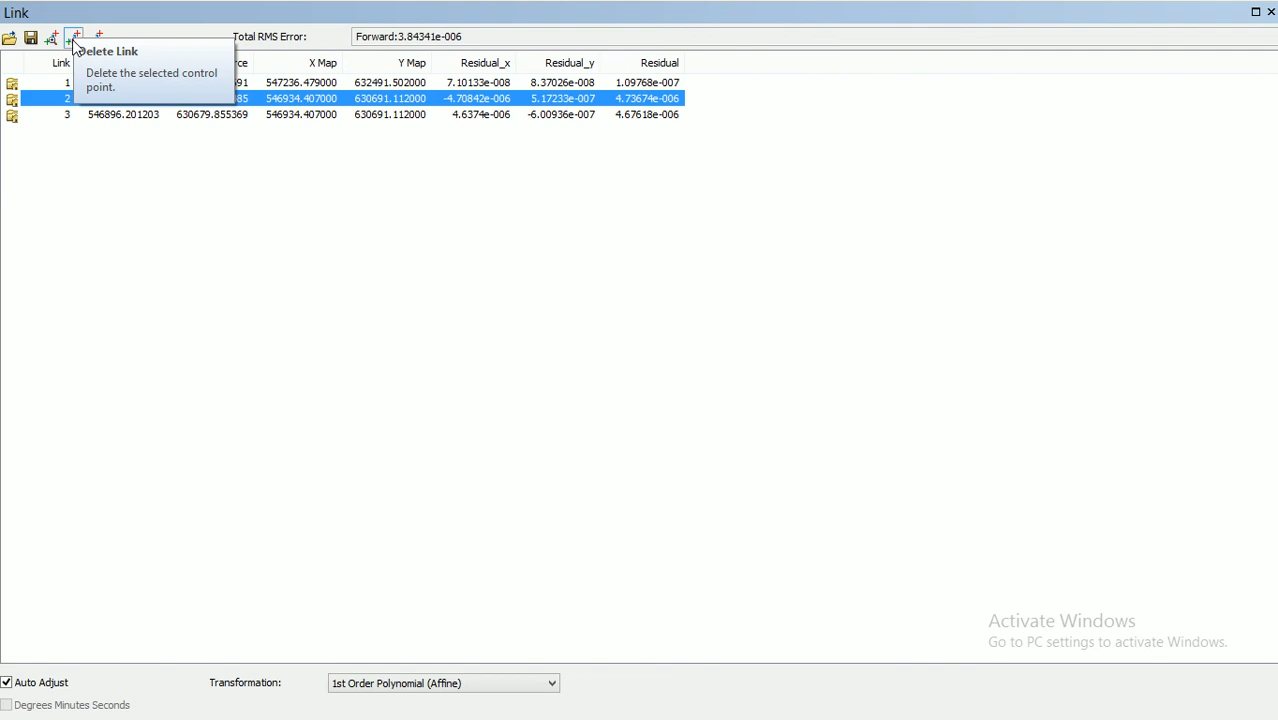 Link
Total RMS Error: Forward:3.84341e-006
Delete Link
Delete the selected control
point.
Link X Map Y Map Residual_x Residual_y Residual
1 547236.479000 632491.502000 7.10133e-008 8.37026e-008 1.09768e-007
2 546934.407000 630691.112000 -4.70842e-006 5.17233e-007 4.73674e-006
3 546896.201203 630679.855369 546934.407000 630691.112000 4.6374e-006 -6.00936e-007 4.67618e-006
Activate Windows
Go to PC settings to activate Windows.
Auto Adjust Transformation: 1st Order Polynomial (Affine)
Degrees Minutes Seconds